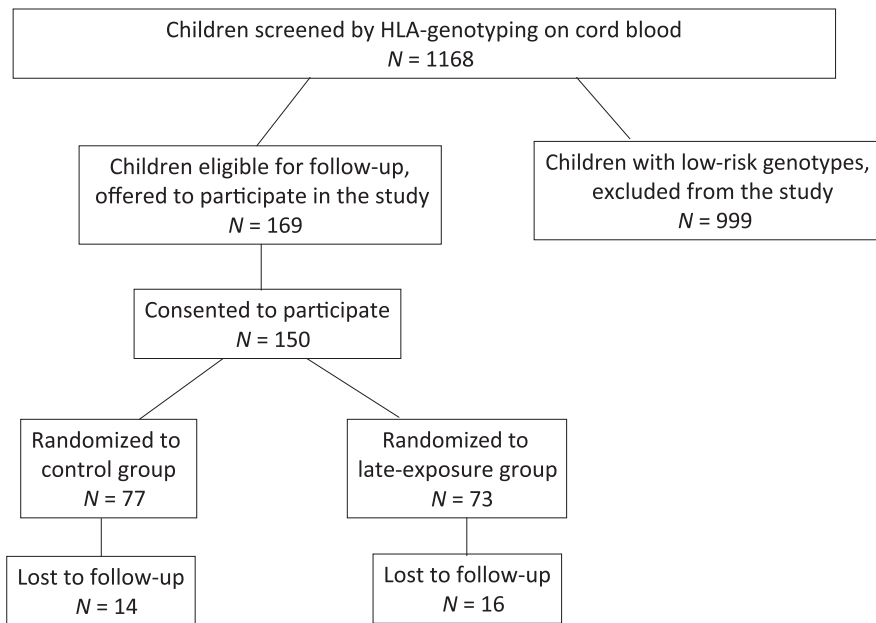 Children screened by HLA-genotyping on cord blood
N = 1168
Children eligible for follow-up,
offered to participate in the study
N = 169
Children with low-risk genotypes,
excluded from the study
N = 999
Consented to participate
N = 150
Randomized to
control group
N = 77
Randomized to
late-exposure group
N = 73
Lost to follow-up
N = 14
Lost to follow-up
N = 16